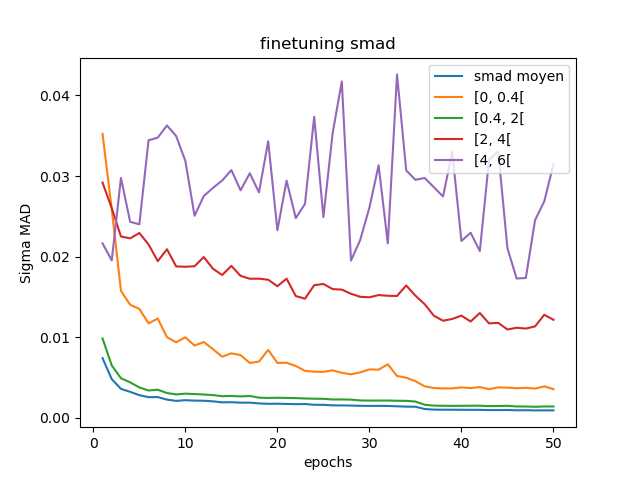 finetuning smad
smad moyen
[0, 0.4[
[0.4, 2[
[2, 4[
[4, 6[
Sigma MAD
0.04
0.03
0.02
0.01
0.00
0 10 20 30 40 50
epochs